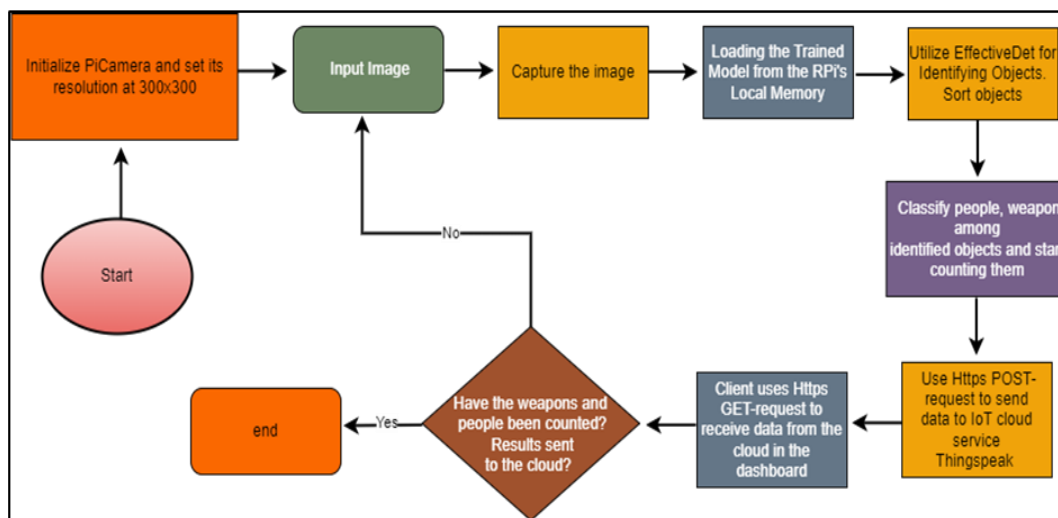 Initialize PiCamera and set its
resolution at 300x300
Input Image
Capture the image
Loading the Trained
Model from the RPi's
Local Memory
Utilize EffectiveDet for
Identifying Objects.
Sort objects
Start
No
Classify people, weapon
among
identified objects and star
counting them
Use Https POST-
request to send
data to IoT cloud
service
Thingspeak
Client uses Https
GET-request to
receive data from the
cloud in the
dashboard
Have the weapons and
people been counted?
Results sent
to the cloud?
Yes
end